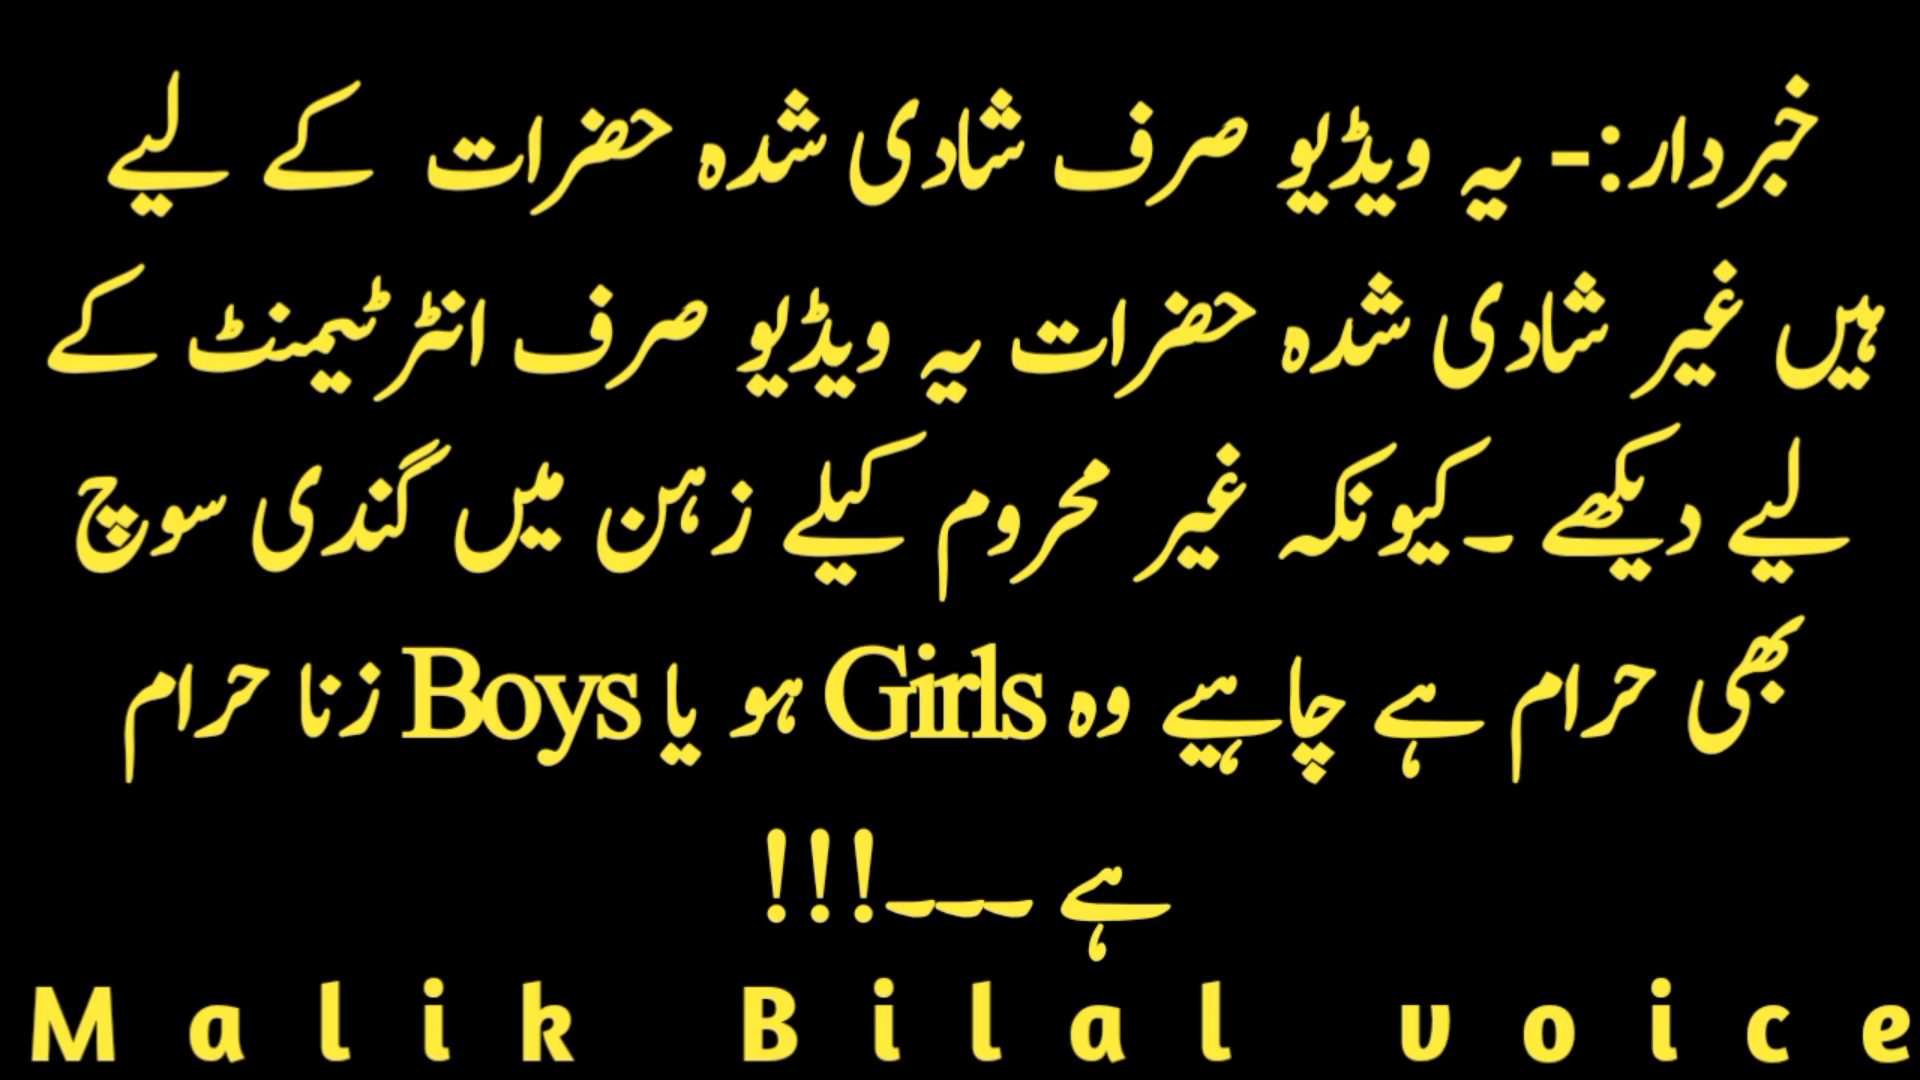 خبردار:- یہ ویڈیو صرف شادی شدہ حضرات کے لیے
ہیں غیر شادی شدہ حضرات یہ ویڈیو صرف انٹرٹیمنٹ کے
لیے دیکھے ۔کیونکہ غیر محروم کیلے زہن میں گندی سوچ
بھی حرام ہے چاہیے وہ Girls ہو یا Boys زنا حرام
ہے ۔۔۔!!!
Malik Bilal voice